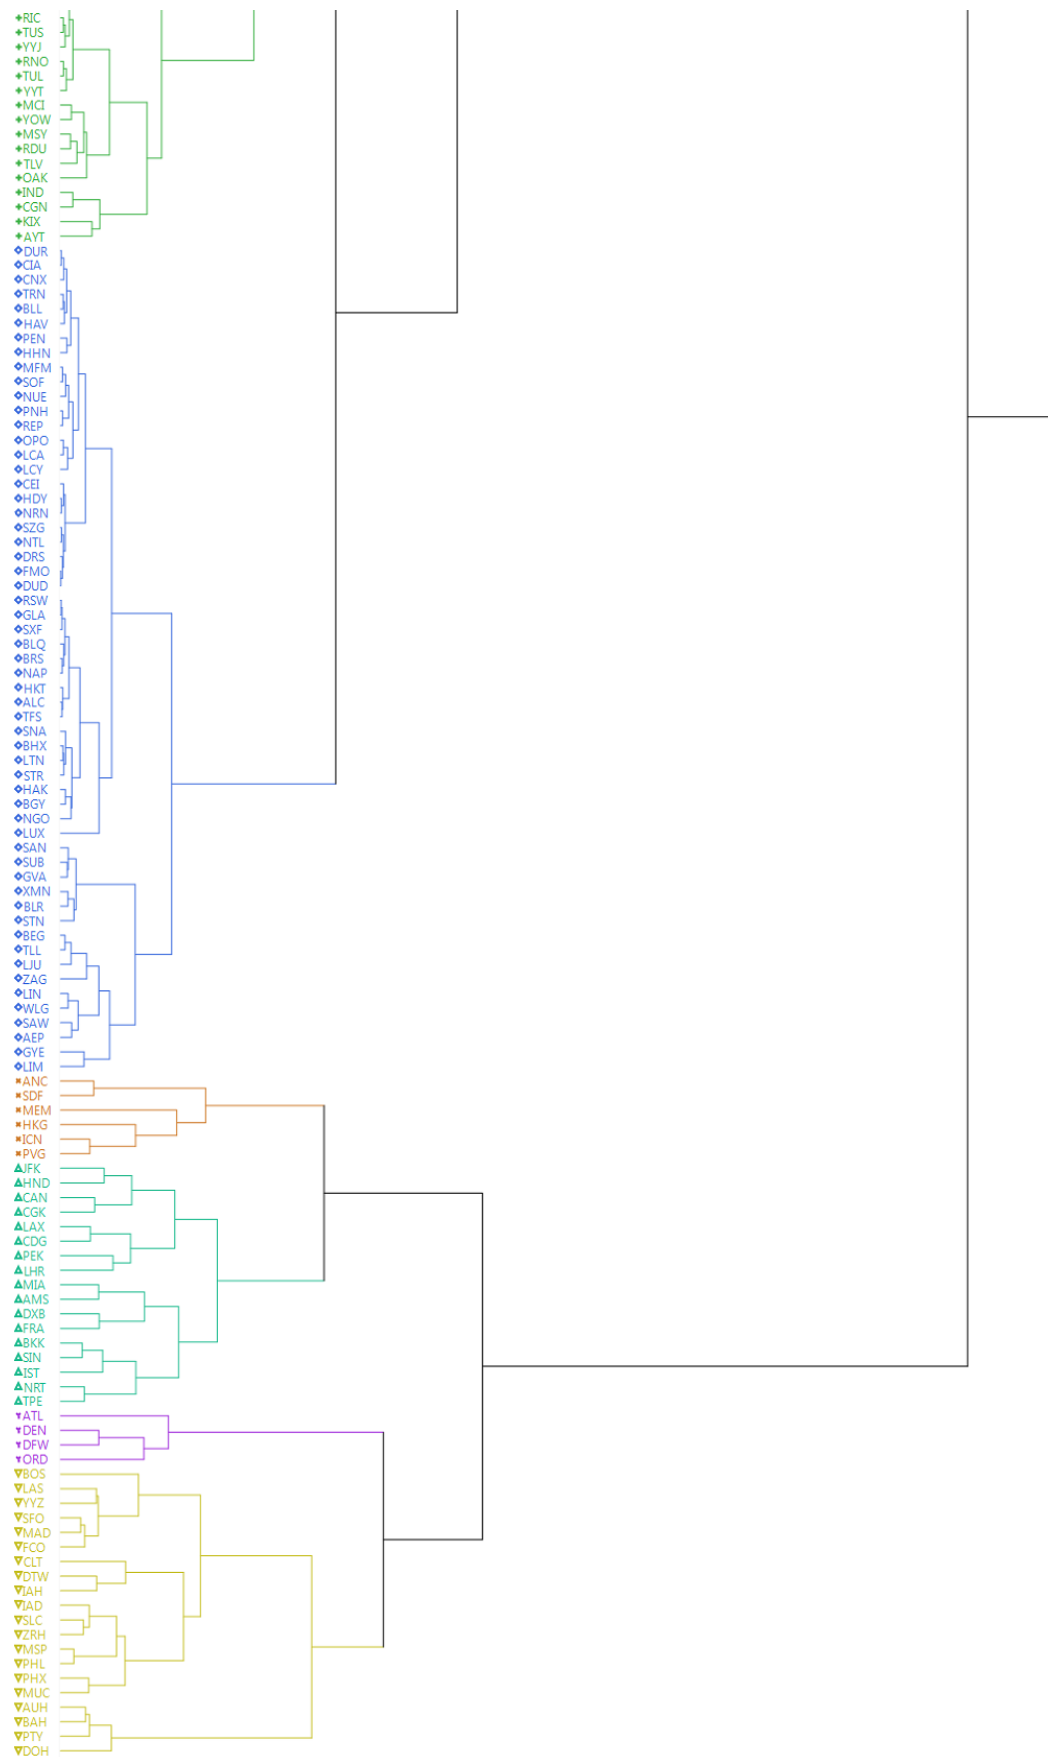 RIC
TUS
YYJ
RNO
TUL
YYT
MCI
YOW
MSY
RDU
TLV
OAK
IND
CGN
KIX
AYT
DUR
CIA
CNX
TRN
BLL
HAV
PEN
HHN
MFM
SOF
NUE
PNH
REP
OPO
LCA
LCY
CEI
HDY
NRN
SZG
NTL
DRS
FMO
DUD
RSW
GLA
SXF
BLQ
BRS
NAP
HKT
ALC
TFS
SNA
BHX
LTN
STR
HAK
BGY
NGO
LUX
SAN
SUB
GVA
XMN
BLR
STN
BEG
TLL
LJU
ZAG
LIN
WLG
SAW
AEP
GYE
LIM
ANC
SDF
MEM
HKG
ICN
PVG
JFK
HND
CAN
CGK
LAX
CDG
PEK
LHR
MIA
AMS
DXB
FRA
BKK
SIN
IST
NRT
TPE
ATL
DEN
DFW
ORD
BOS
LAS
YYZ
SFO
MAD
FCO
CLT
DTW
IAH
IAD
SLC
ZRH
MSP
PHL
PHX
MUC
AUH
BAH
PTY
DOH